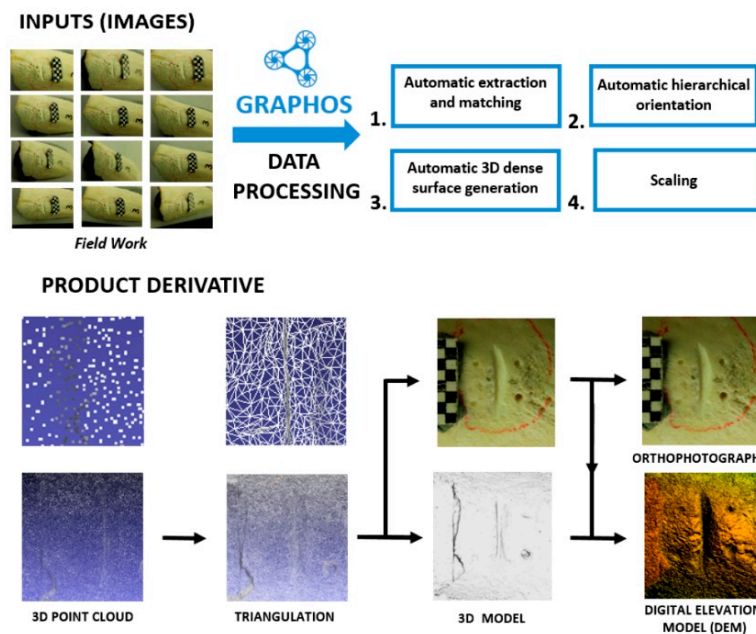 INPUTS (IMAGES)
GRAPHOS
DATA
PROCESSING
Field Work
1.
Automatic extraction
and matching
2.
Automatic hierarchical
orientation
3.
Automatic 3D dense
surface generation
4.
Scaling
PRODUCT DERIVATIVE
ORTHOPHOTOGRAPH
3D POINT CLOUD
TRIANGULATION
3D MODEL
DIGITAL ELEVATION
MODEL (DEM)